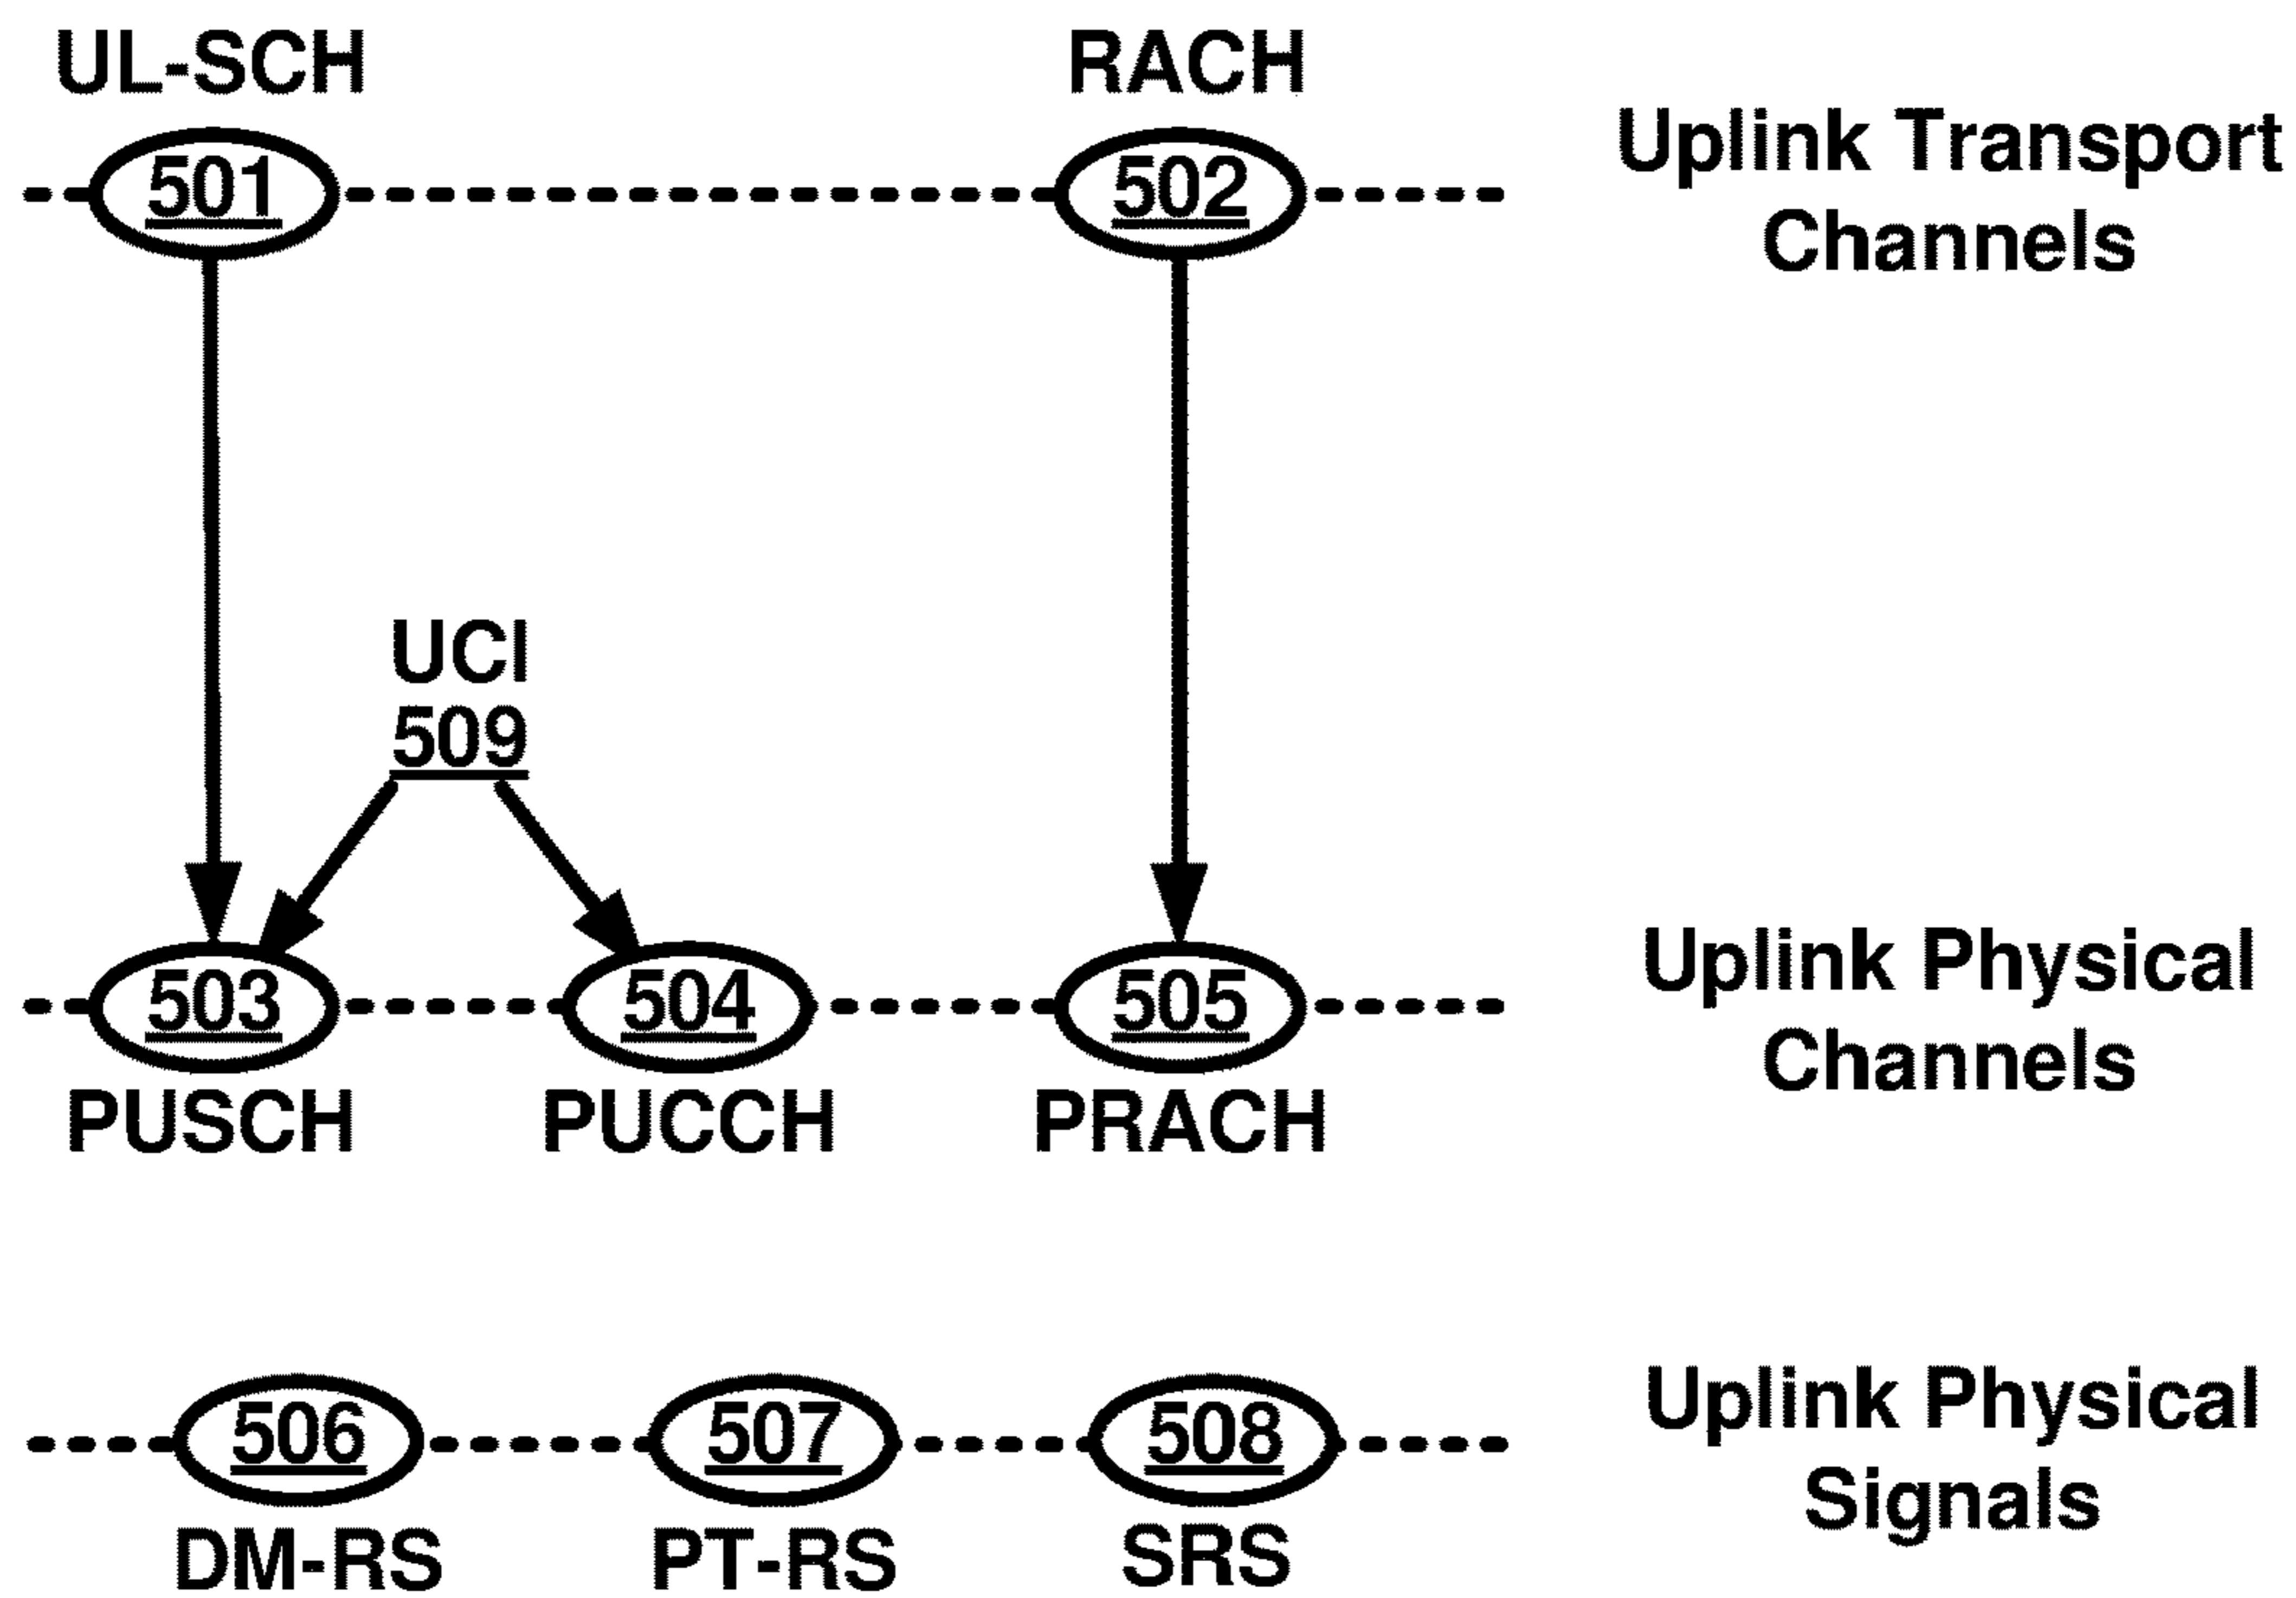 UL-SCH
RACH
501
502
Uplink Transport
Channels
UCI
509
503
504
505
Uplink Physical
Channels
PUSCH
PUCCH
PRACH
506
507
508
Uplink Physical
Signals
DM-RS
PT-RS
SRS